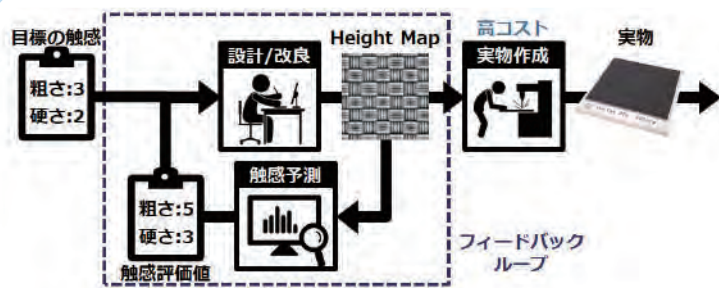 目標の触感
粗さ:3
硬さ:2
設計/改良
Height Map
高コスト
実物作成
実物
触感予測
粗さ:5
硬さ:3
触感評価値
フィードバック
ループ